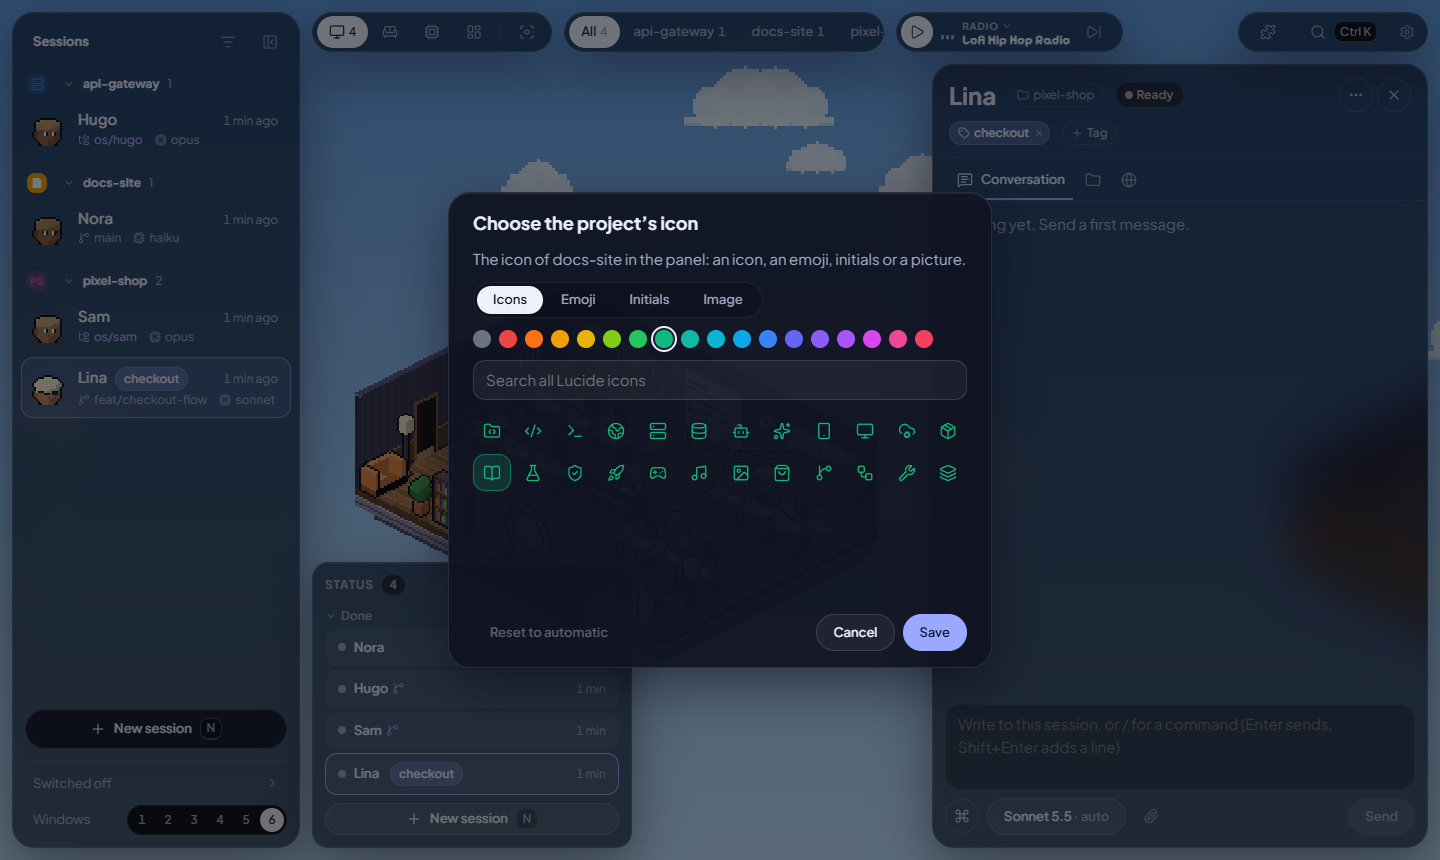 Sessions
api-gateway 1
Hugo
1 min ago
os/hugo opus
docs-site 1
Nora
1 min ago
main haiku
PS pixel-shop 2
Sam
1 min ago
os/sam opus
Lina checkout
1 min ago
feat/checkout-flow sonnet
New session N
Switched off
Windows 1 2 3 4 5 6
4
All 4 api-gateway 1 docs-site 1 pixel-
RADIO
Lofi Hip Hop Radio
Ctrl K
Lina pixel-shop Ready
checkout × + Tag
Conversation
ng yet. Send a first message.
Choose the project’s icon
The icon of docs-site in the panel: an icon, an emoji, initials or a picture.
Icons Emoji Initials Image
Search all Lucide icons
Reset to automatic Cancel Save
STATUS 4
Done
Nora
Hugo 1 min
Sam 1 min
Lina checkout 1 min
New session N
Write to this session, or / for a command (Enter sends,
Shift+Enter adds a line)
Sonnet 5.5 · auto
Send